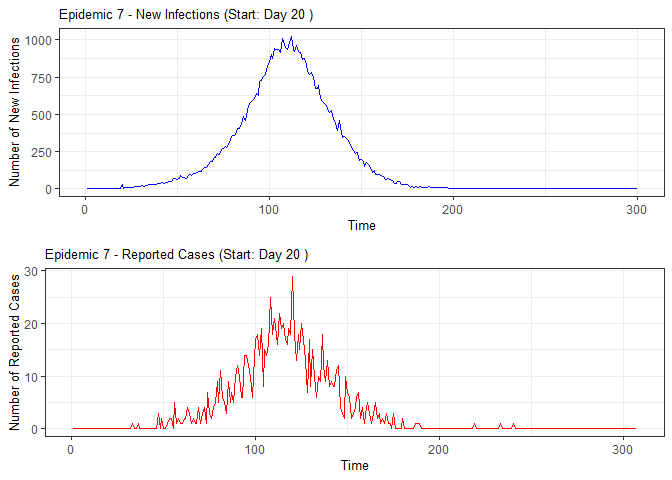 Epidemic 7 - New Infections (Start: Day 20 )
Number of New Infections
1000
750
500
250
0
0 100 200 300
Time
Epidemic 7 - Reported Cases (Start: Day 20 )
Number of Reported Cases
30
20
10
0
0 100 200 300
Time